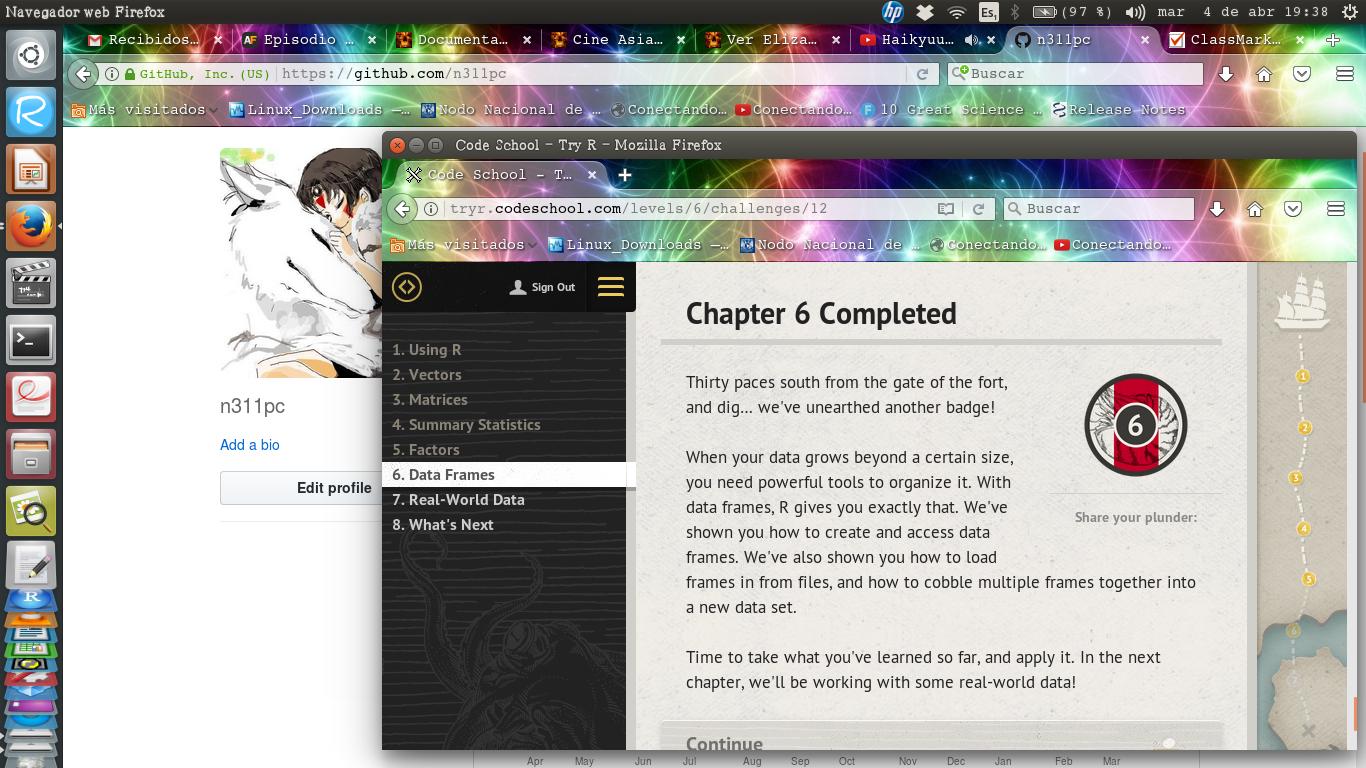 Navegador web Firefox
Es1
(97 %)
mar 4 de abr 19:38
Recibidos...
AF Episodio ...
Documenta...
Cine Asia...
Ver Eliza...
Haikyuu...
n311pc
ClassMark...
GitHub, Inc. (US)
https://github.com/n311pc
Buscar
Más visitados
Linux_Downloads —...
Nodo Nacional de ...
Conectando...
Conectando...
F 10 Great Science ...
Release Notes
Code School - Try R - Mozilla Firefox
Code School - T...
tryr.codeschool.com/levels/6/challenges/12
Buscar
Más visitados
Linux_Downloads —...
Nodo Nacional de ...
Conectando...
Conectando...
n311pc
Add a bio
Edit profile
Sign Out
1. Using R
2. Vectors
3. Matrices
4. Summary Statistics
5. Factors
6. Data Frames
7. Real-World Data
8. What's Next
Chapter 6 Completed
Thirty paces south from the gate of the fort,
and dig... we've unearthed another badge!
6
Share your plunder:
When your data grows beyond a certain size,
you need powerful tools to organize it. With
data frames, R gives you exactly that. We've
shown you how to create and access data
frames. We've also shown you how to load
frames in from files, and how to cobble multiple frames together into
a new data set.
Time to take what you've learned so far, and apply it. In the next
chapter, we'll be working with some real-world data!
Continue
1
2
3
4
5
6
Apr May Jun Jul Aug Sep Oct Nov Dec Jan Feb Mar